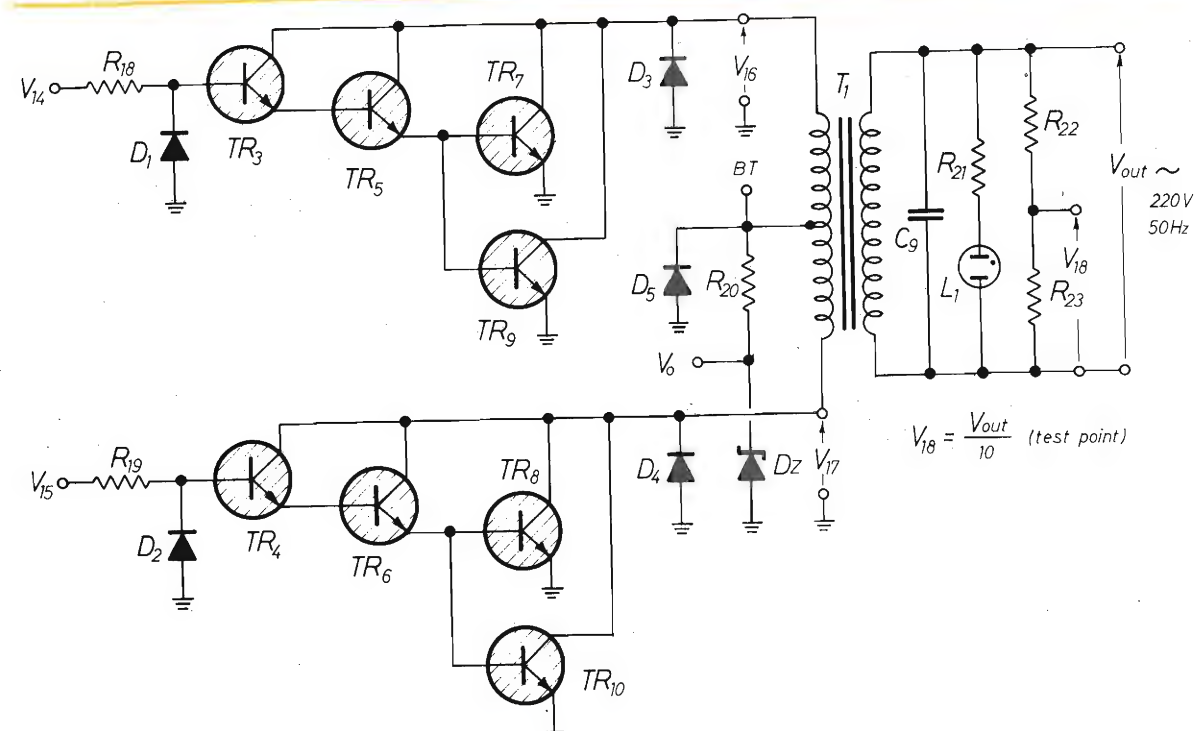 V14
R18
D1
TR3
TR5
TR7
TR9
D3
V16
T1
BT
D5
R20
Vo
C9
R21
L1
R22
R23
V18
Vout ~
220V
50Hz
V18 = Vout/10 (test point)
V15
R19
D2
TR4
TR6
TR8
TR10
D4
DZ
V17